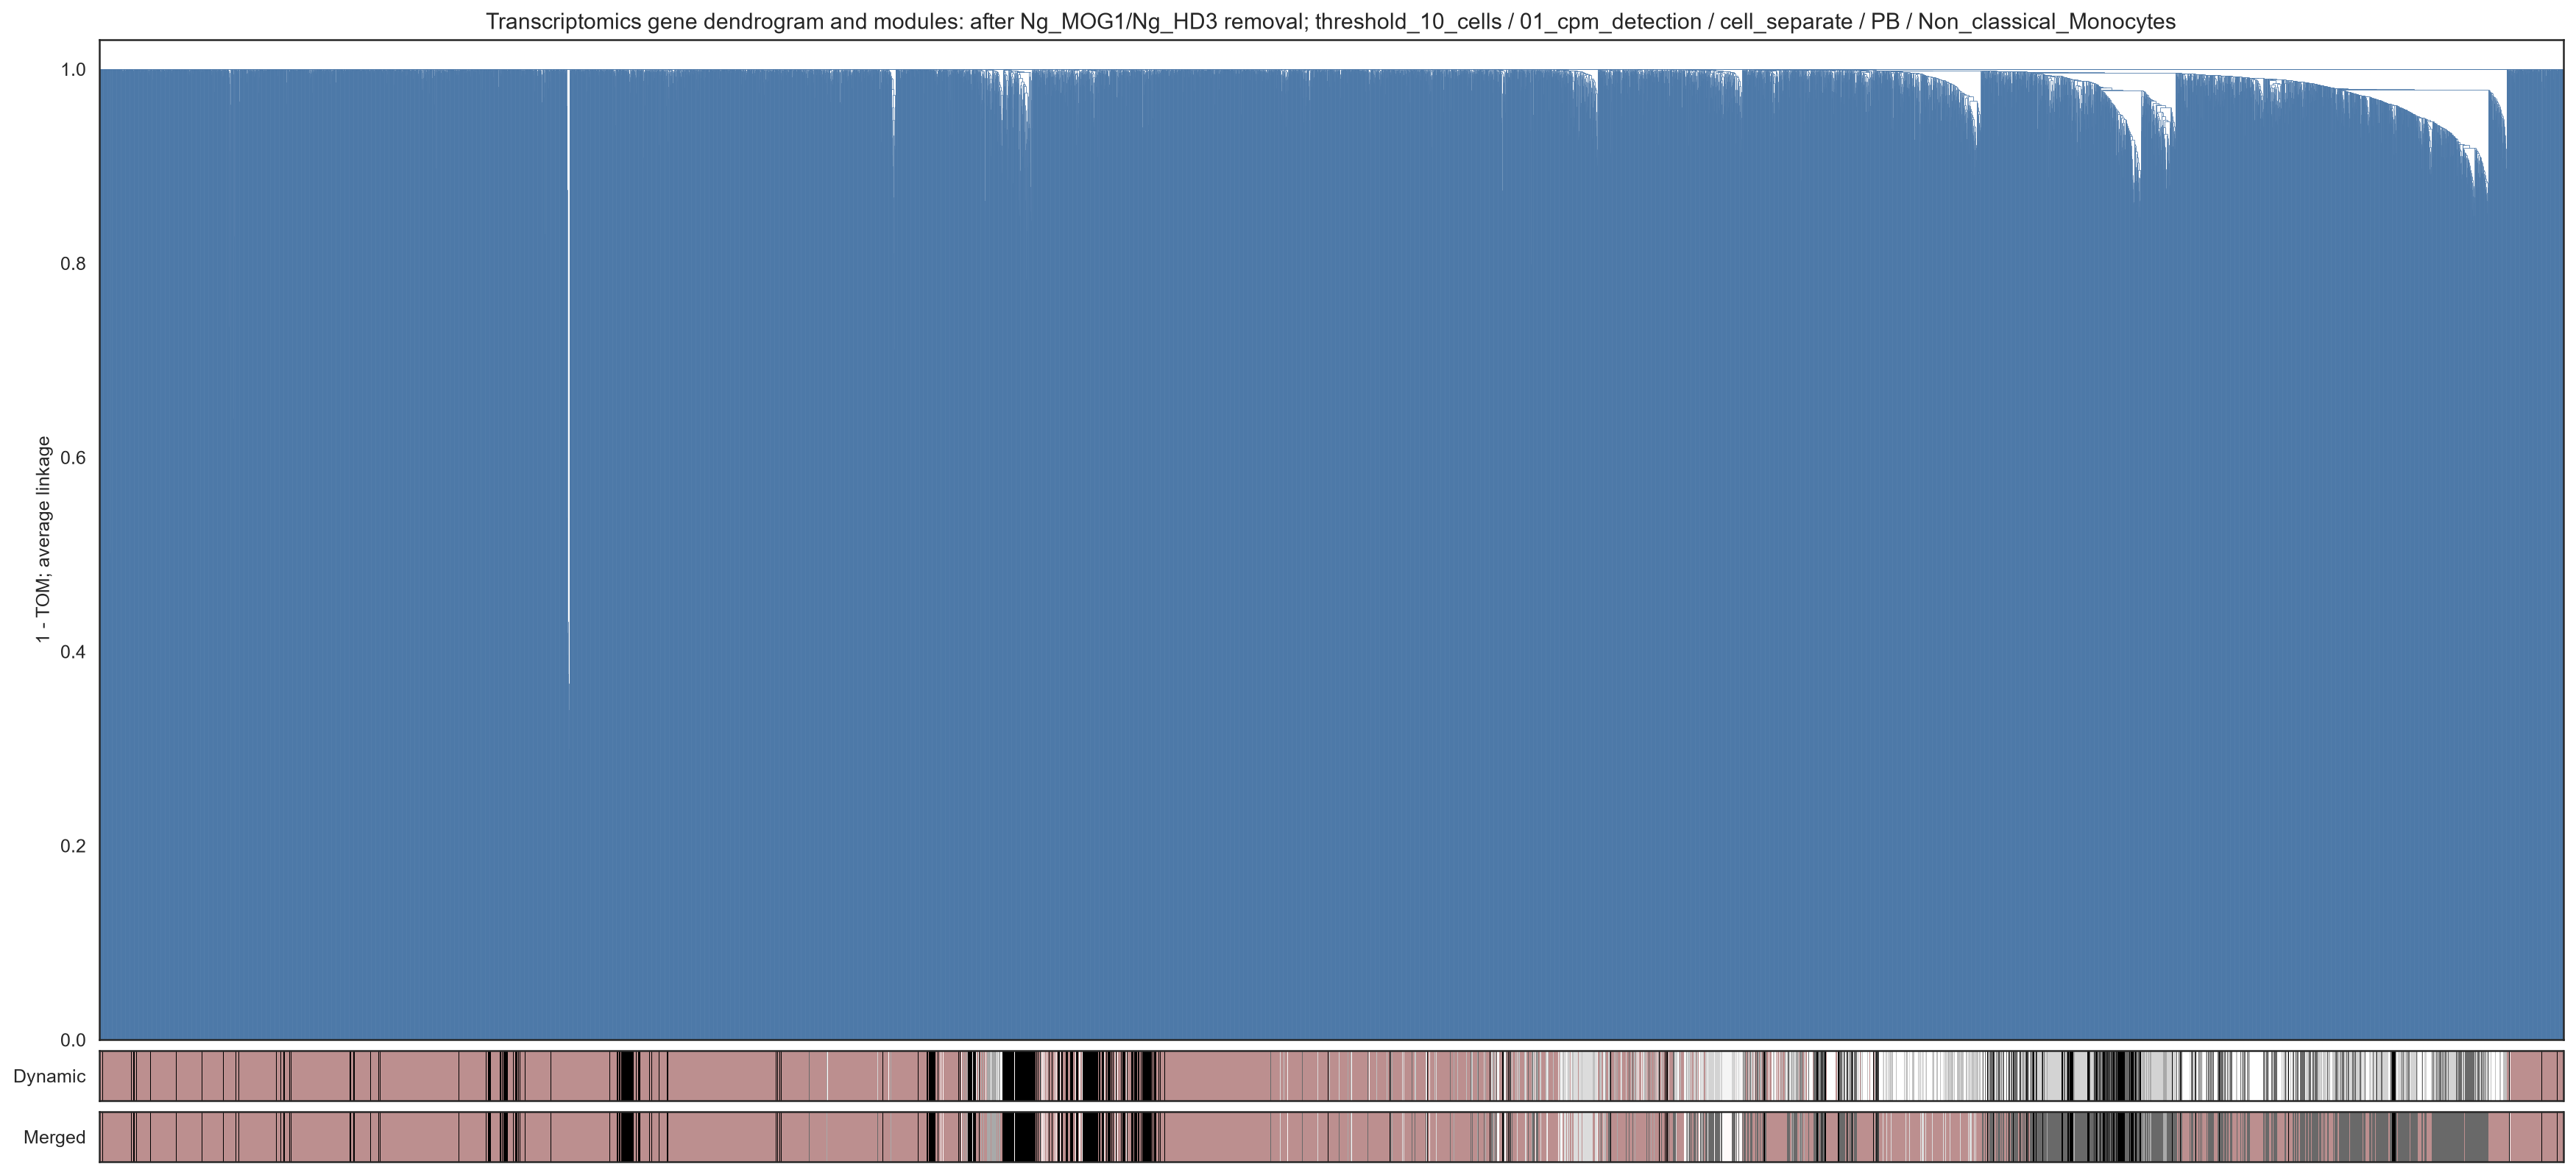 Transcriptomics gene dendrogram and modules: after Ng_MOG1/Ng_HD3 removal; threshold_10_cells / 01_cpm_detection / cell_separate / PB / Non_classical_Monocytes
1.0
0.8
0.6
0.4
0.2
0.0
1 - TOM; average linkage
Dynamic
Merged